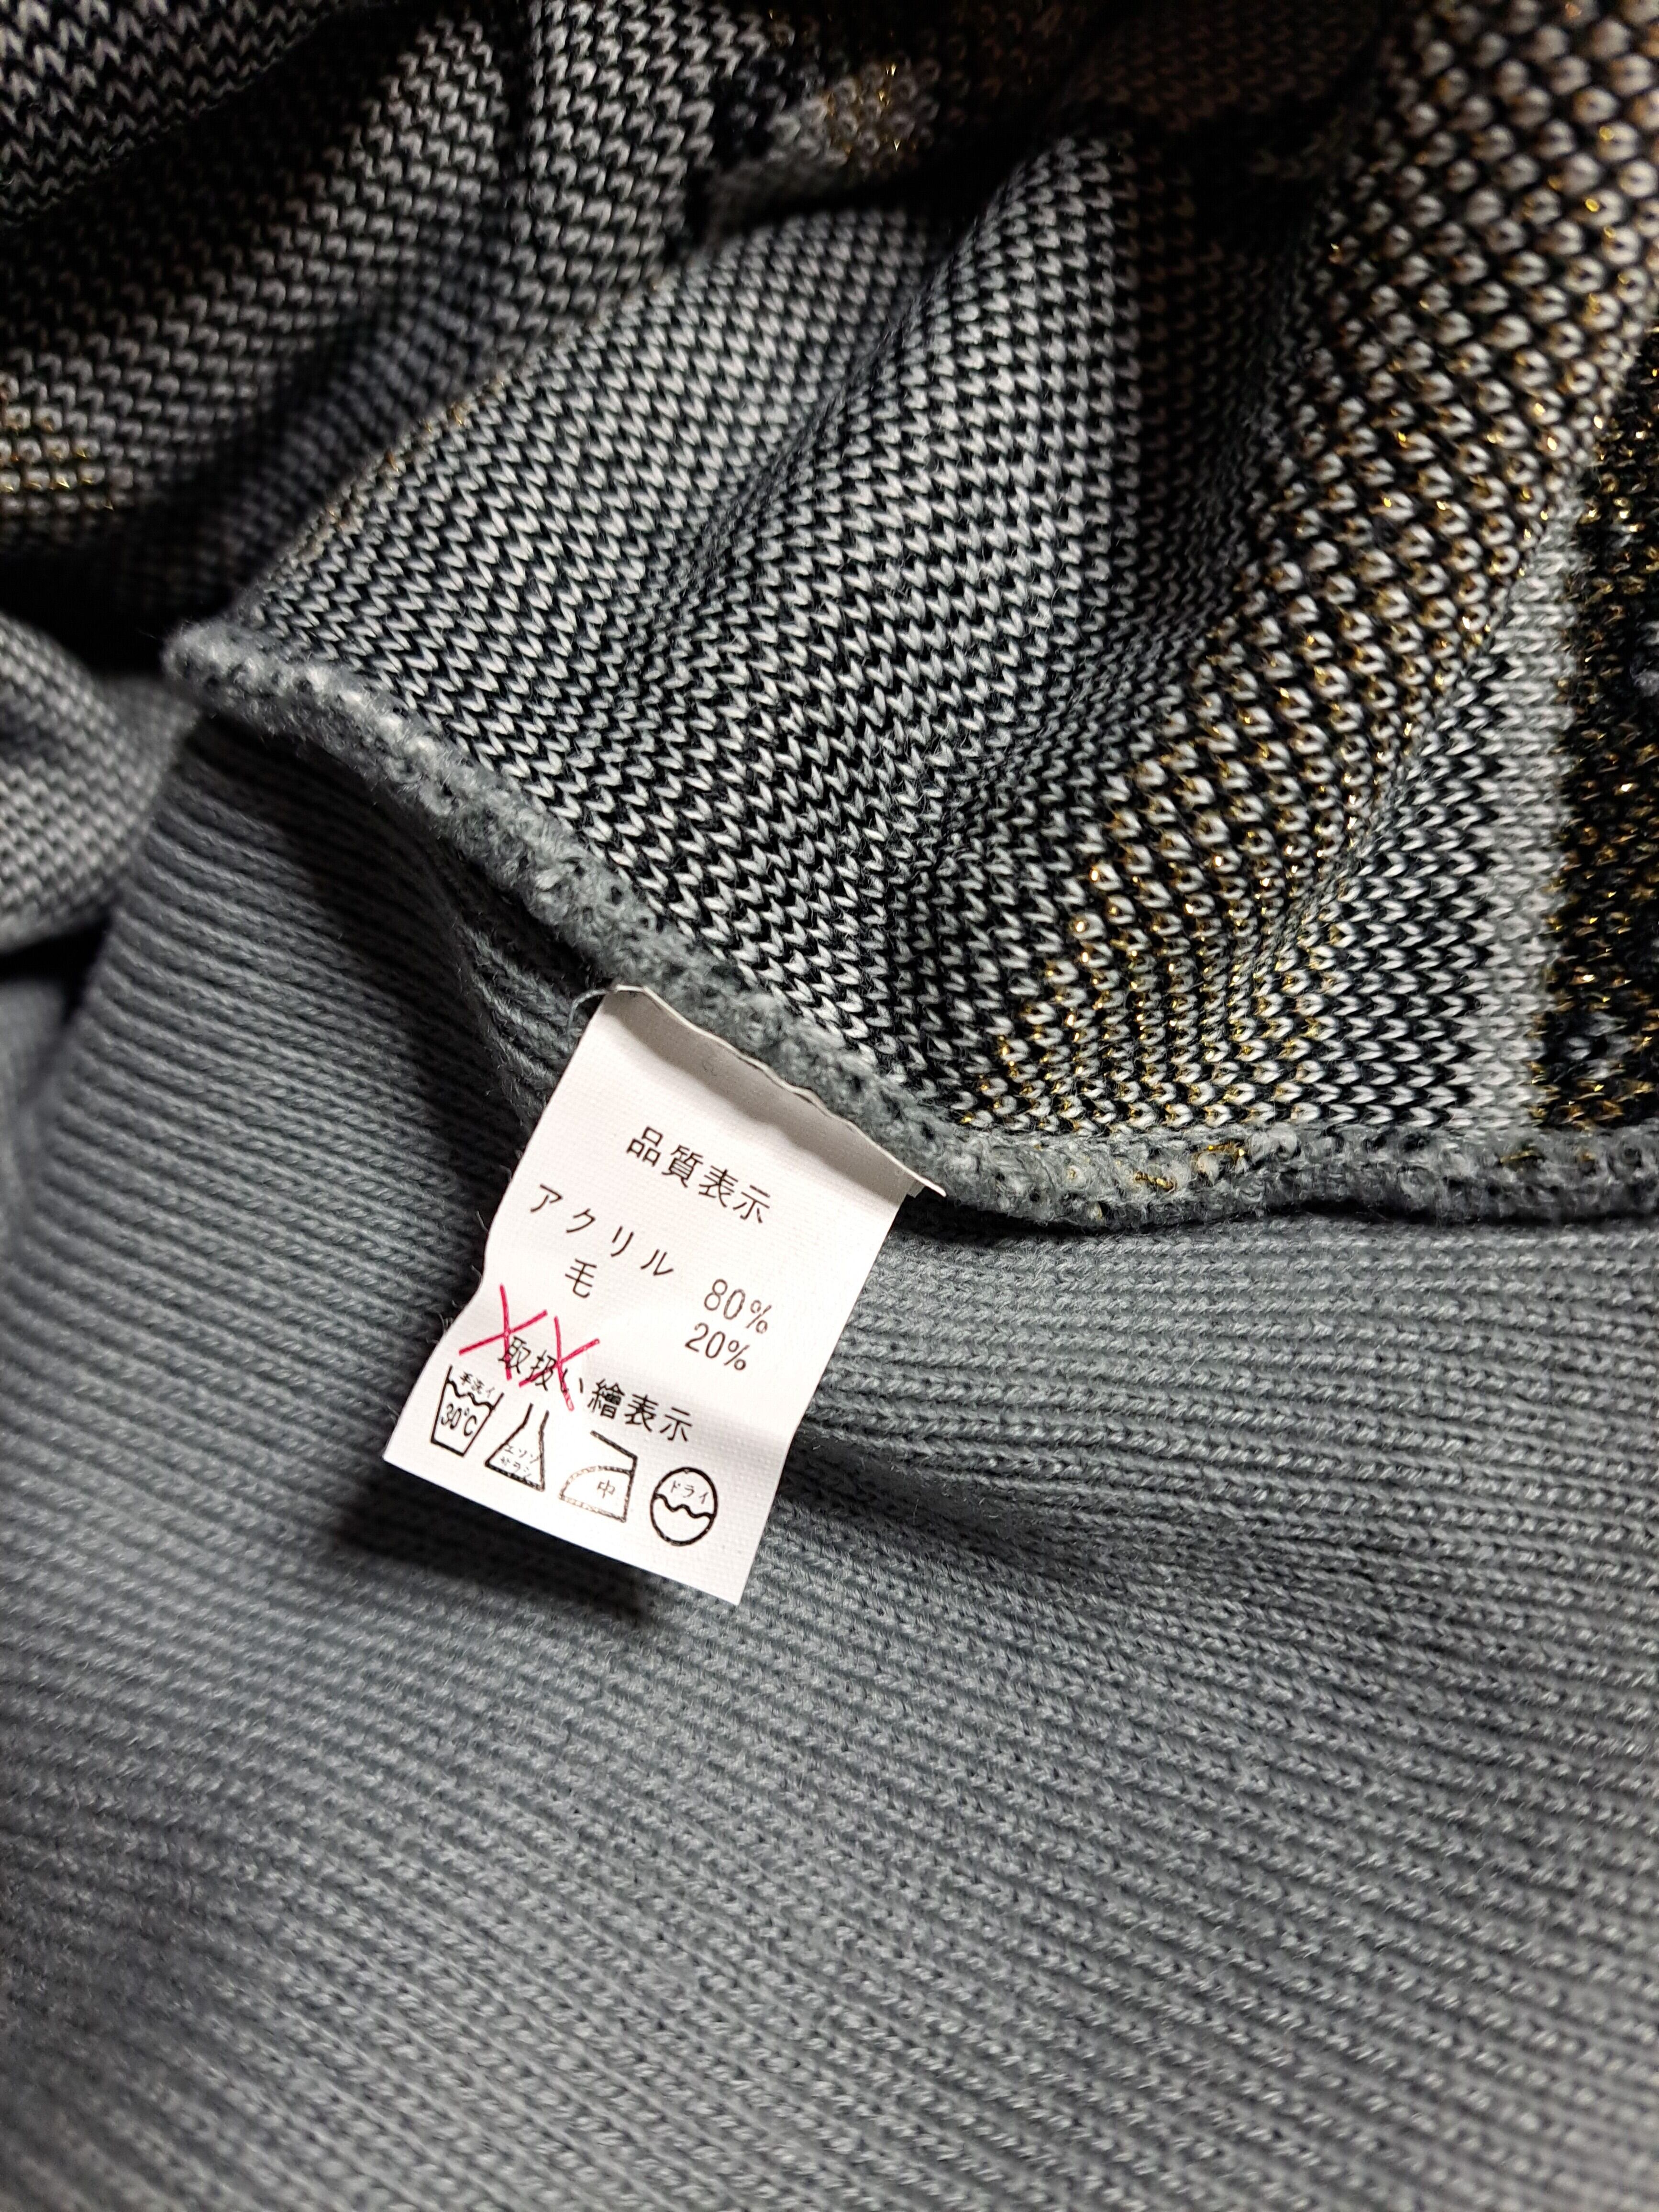 品質表示
アクリル 80%
毛 20%
取扱い繪表示
手洗イ
30℃
エンソ
サラシ
中
ドライ